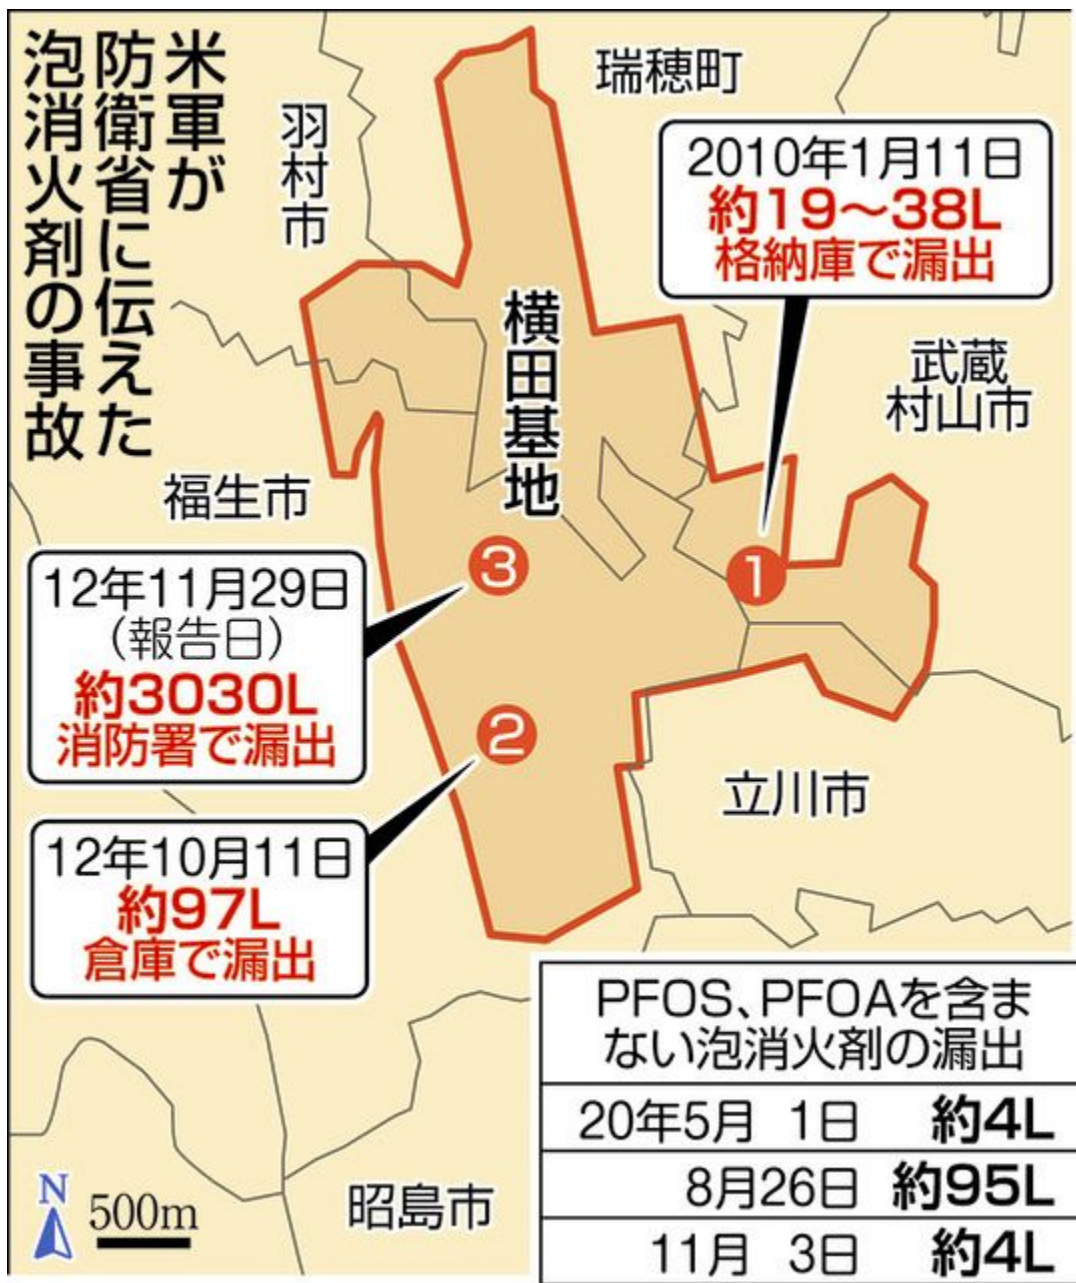 米軍が
防衛省に伝えた
泡消火剤の事故
瑞穂町
羽村市
2010年1月11日
約19〜38L
格納庫で漏出
横田基地
武蔵
村山市
福生市
③
①
12年11月29日
(報告日)
約3030L
消防署で漏出
②
立川市
12年10月11日
約97L
倉庫で漏出
PFOS、PFOAを含ま
ない泡消火剤の漏出
20年5月 1日 約4L
8月26日 約95L
11月 3日 約4L
昭島市
N
500m